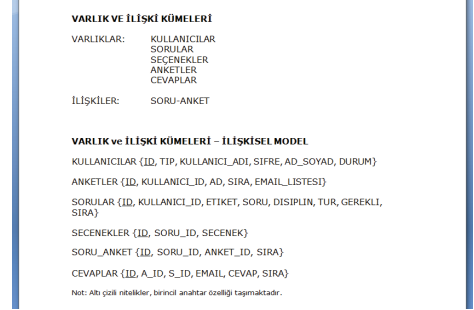 VARLIK VE İLİŞKİ KÜMELERİ
VARLIKLAR: KULLANICILAR
SORULAR
SEÇENEKLER
ANKETLER
CEVAPLAR
İLİŞKİLER: SORU-ANKET
VARLIK ve İLİŞKİ KÜMELERİ – İLİŞKİSEL MODEL
KULLANICILAR {ID, TIP, KULLANICI_ADI, SIFRE, AD_SOYAD, DURUM}
ANKETLER {ID, KULLANICI_ID, AD, SIRA, EMAIL_LISTESI}
SORULAR {ID, KULLANICI_ID, ETIKET, SORU, DISIPLIN, TUR, GEREKLI,
SIRA}
SECENEKLER {ID, SORU_ID, SECENEK}
SORU_ANKET {ID, SORU_ID, ANKET_ID, SIRA}
CEVAPLAR {ID, A_ID, S_ID, EMAIL, CEVAP, SIRA}
Not: Altı çizili nitelikler, birincil anahtar özelliği taşımaktadır.